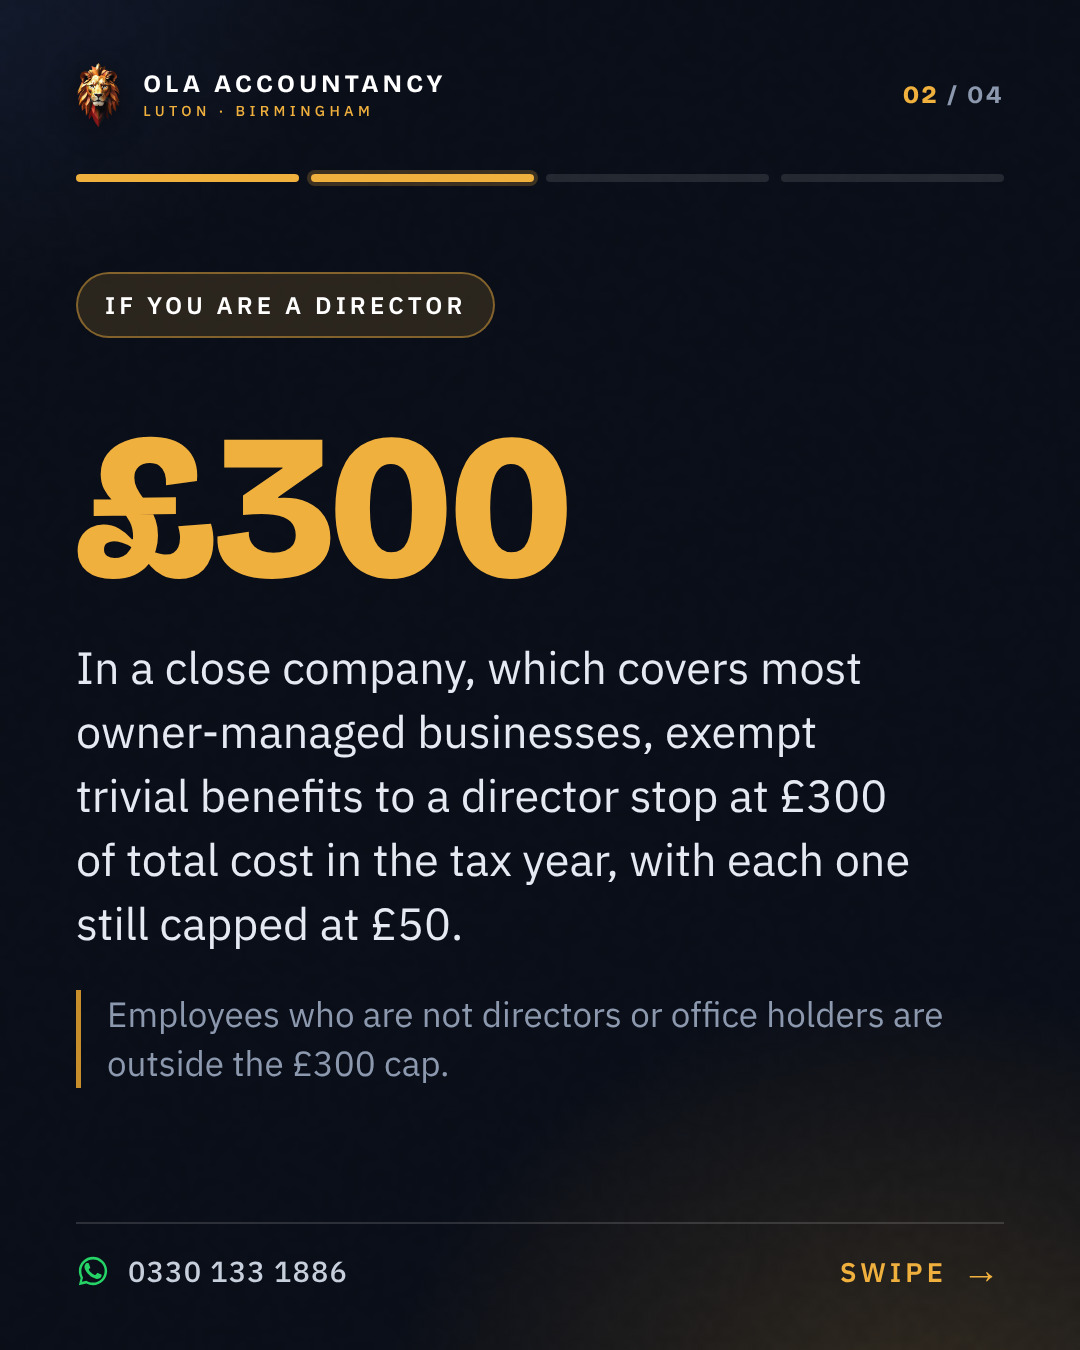 OLA ACCOUNTANCY
LUTON · BIRMINGHAM
02 / 04
IF YOU ARE A DIRECTOR
£300
In a close company, which covers most
owner-managed businesses, exempt
trivial benefits to a director stop at £300
of total cost in the tax year, with each one
still capped at £50.
Employees who are not directors or office holders are
outside the £300 cap.
0330 133 1886
SWIPE →